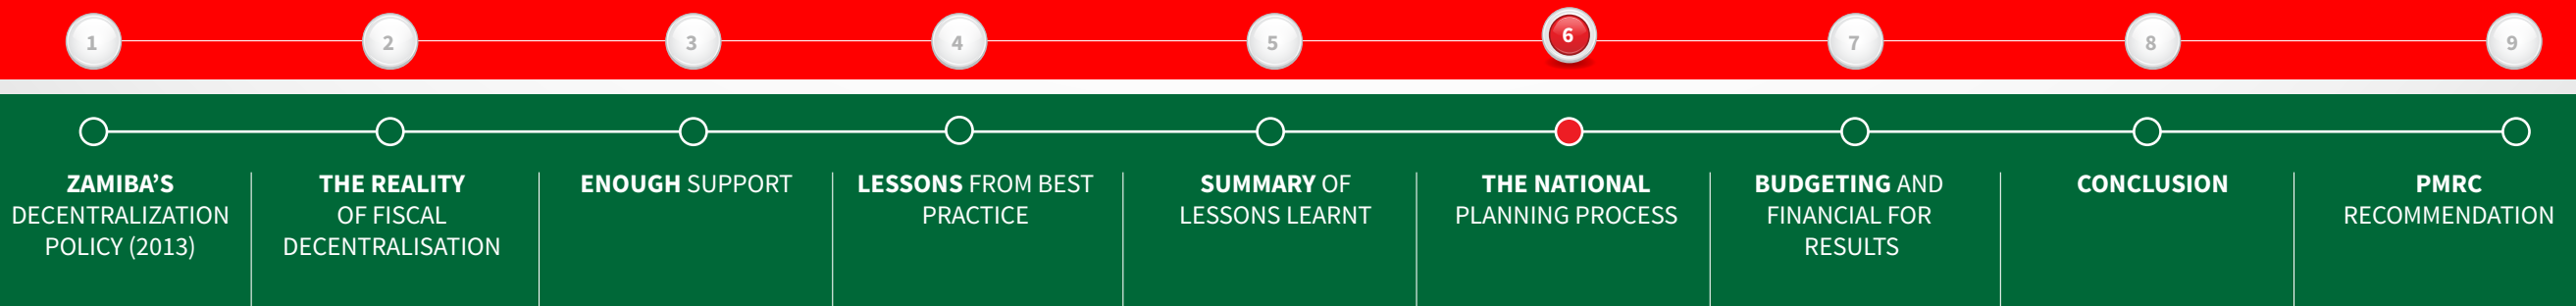 1 2 3 4 5 6 7 8 9
ZAMIBA'S
DECENTRALIZATION
POLICY (2013)
THE REALITY
OF FISCAL
DECENTRALISATION
ENOUGH SUPPORT
LESSONS FROM BEST
PRACTICE
SUMMARY OF
LESSONS LEARNT
THE NATIONAL
PLANNING PROCESS
BUDGETING AND
FINANCIAL FOR
RESULTS
CONCLUSION
PMRC
RECOMMENDATION